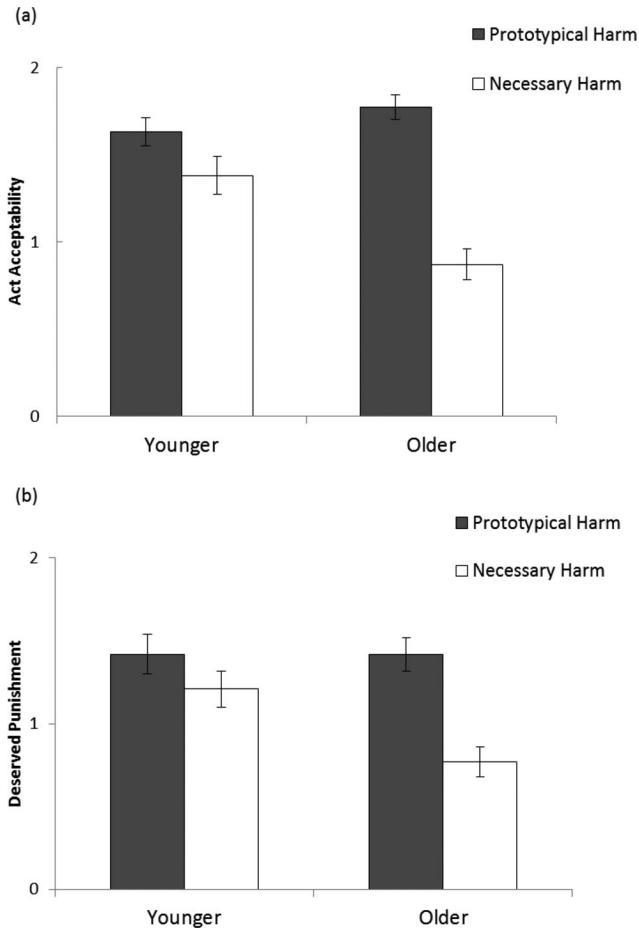 (a)
Prototypical Harm
Necessary Harm
2
1
0
Act Acceptability
Younger
Older
(b)
Prototypical Harm
Necessary Harm
2
1
0
Deserved Punishment
Younger
Older